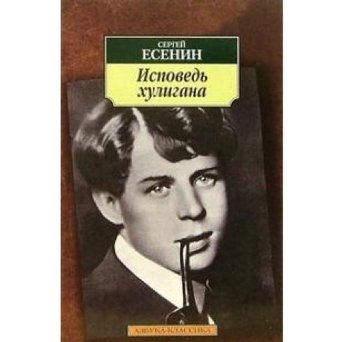 СЕРГЕЙ
ЕСЕНИН
Исповедь
хулигана
АЗБУКА-КЛАССИКА